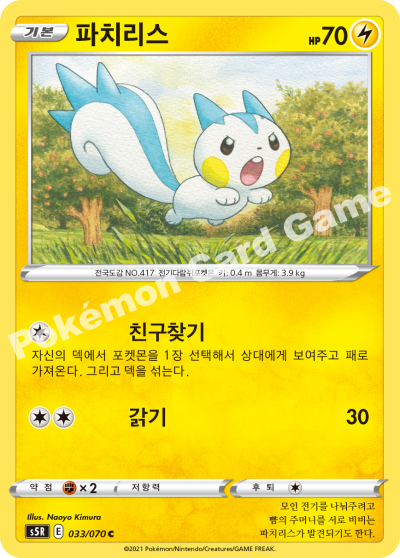 기본 파치리스 HP 70
전국도감 NO.417 전기다람쥐포켓몬 키: 0.4 m 몸무게: 3.9 kg
Pokémon Card Game
친구찾기
자신의 덱에서 포켓몬을 1장 선택해서 상대에게 보여주고 패로
가져온다. 그리고 덱을 섞는다.
갉기 30
약점 ×2 저항력 후퇴
Illus. Naoyo Kimura
s5R E 033/070 C
모인 전기를 나눠주려고
뺨의 주머니를 서로 비비는
파치리스가 발견되기도 한다.
©2021 Pokémon/Nintendo/Creatures/GAME FREAK.